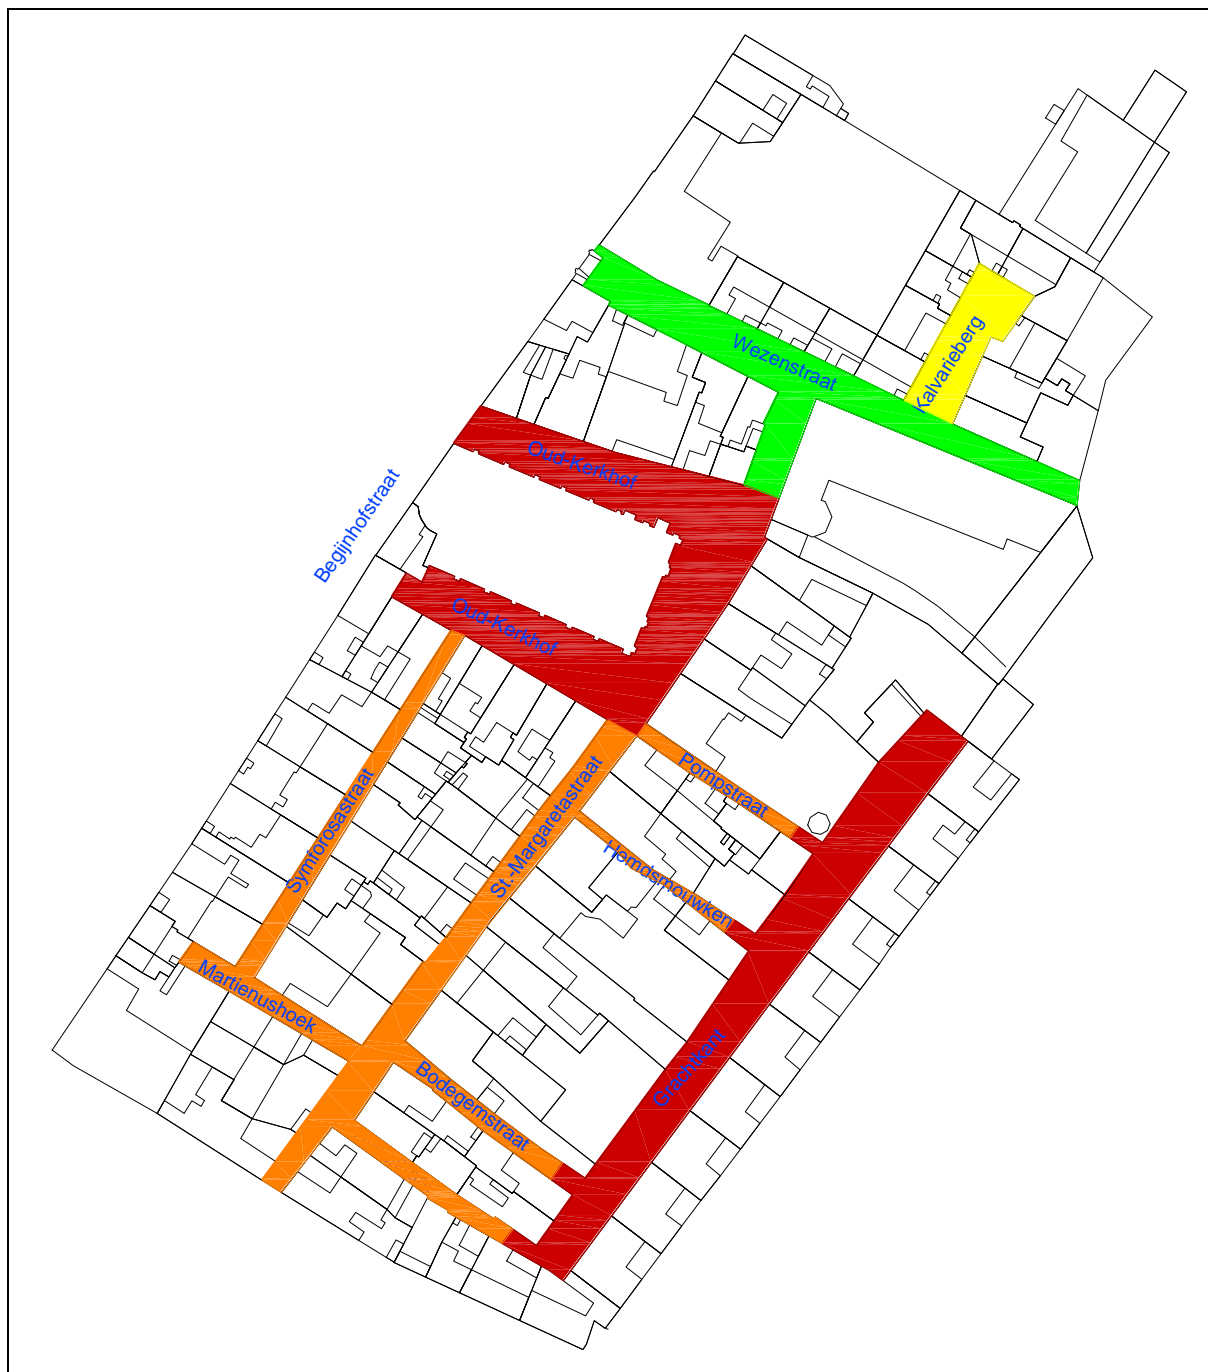 Wezenstraat
Kalvarieberg
Oud-Kerkhof
Begijnhofstraat
Oud-Kerkhof
Pompstraat
St.-Margaretastraat
Symforosastraat
Hemdsmouwken
Martienushoek
Grachtkant
Bodegemstraat